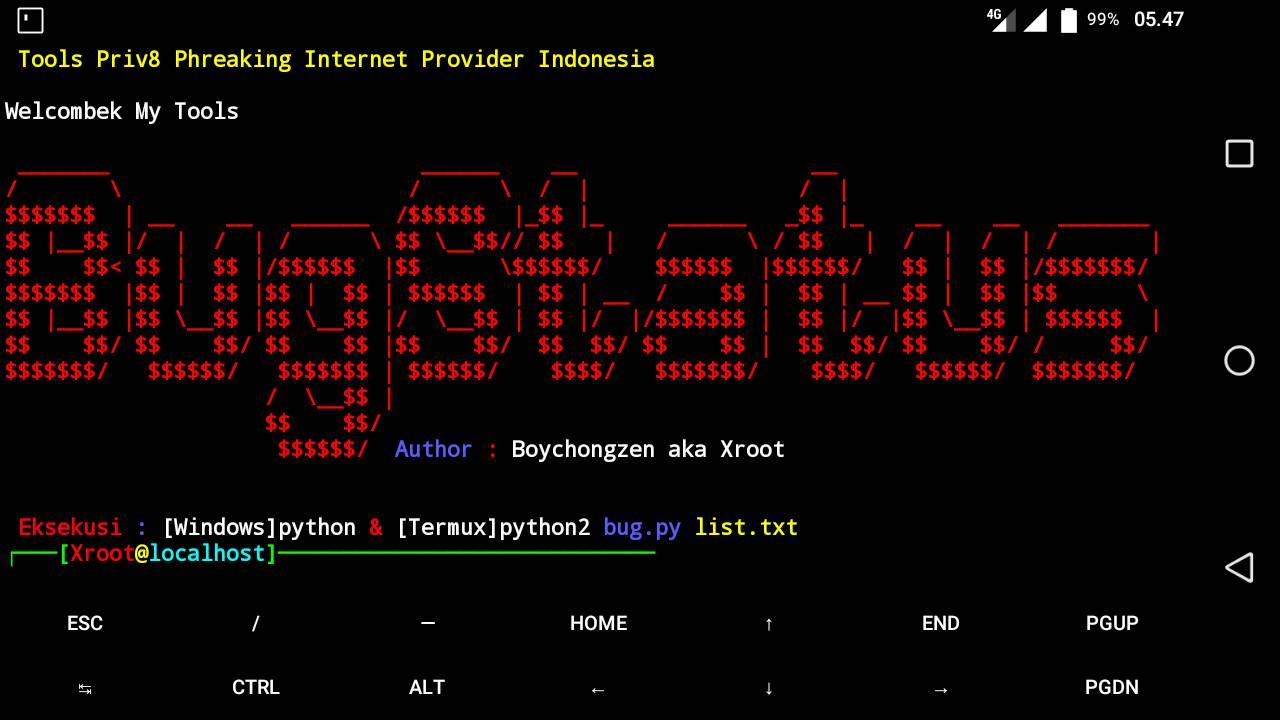 4G 99% 05.47
Tools Priv8 Phreaking Internet Provider Indonesia
Welcombek My Tools
BugStatus
Author : Boychongzen aka Xroot
Eksekusi : [Windows]python & [Termux]python2 bug.py list.txt
┌───[Xroot@localhost]─────────────────────────────
ESC / — HOME ↑ END PGUP
↹ CTRL ALT ← ↓ → PGDN